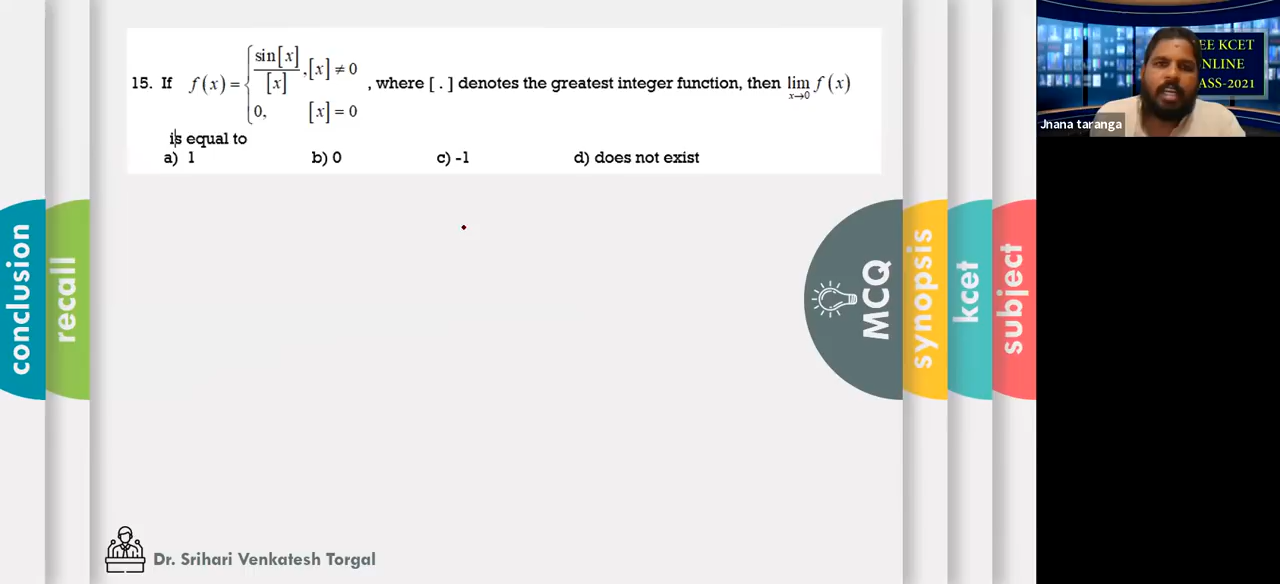 15. If f(x) = { sin[x] / [x] , [x] ≠ 0 , where [ . ] denotes the greatest integer function, then lim x→0 f(x)
0, [x] = 0
is equal to
a) 1 b) 0 c) -1 d) does not exist
EE KCET
NLINE
ASS-2021
Jnana taranga
conclusion
recall
MCQ
synopsis
kcet
subject
Dr. Srihari Venkatesh Torgal